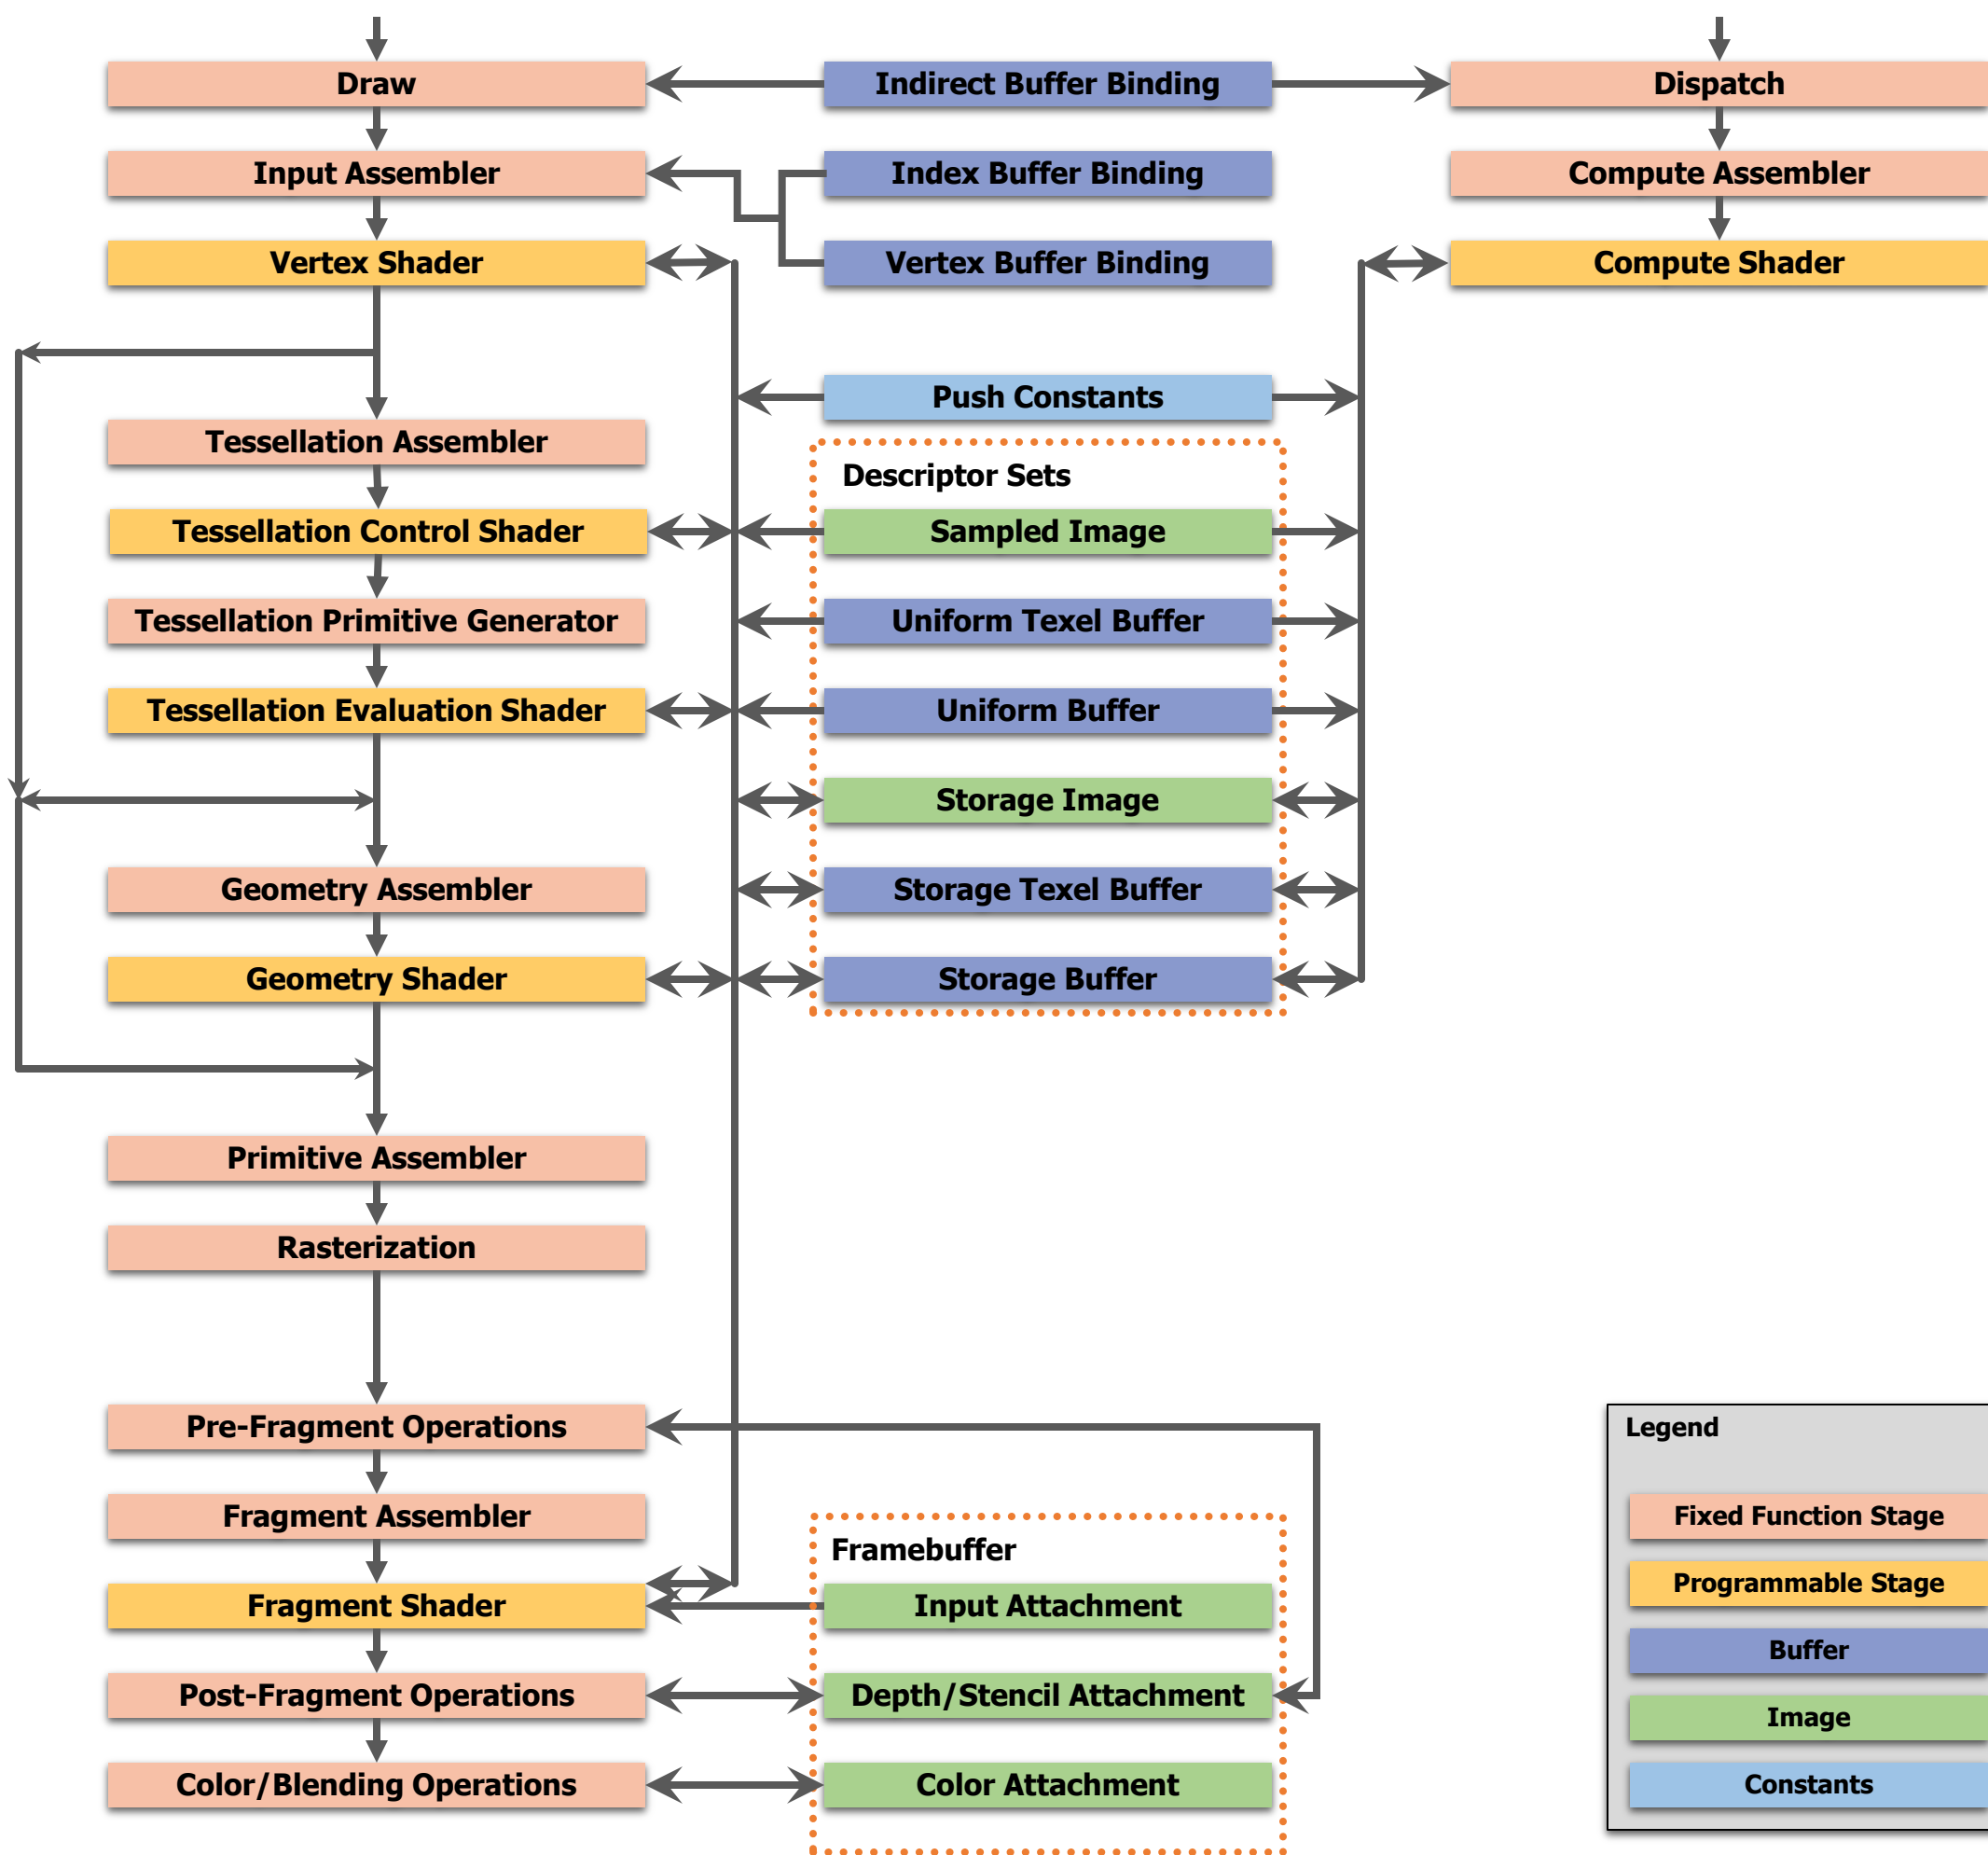 Draw
Indirect Buffer Binding
Dispatch
Input Assembler
Index Buffer Binding
Compute Assembler
Vertex Shader
Vertex Buffer Binding
Compute Shader
Push Constants
Tessellation Assembler
Descriptor Sets
Tessellation Control Shader
Sampled Image
Tessellation Primitive Generator
Uniform Texel Buffer
Tessellation Evaluation Shader
Uniform Buffer
Storage Image
Geometry Assembler
Storage Texel Buffer
Geometry Shader
Storage Buffer
Primitive Assembler
Rasterization
Pre-Fragment Operations
Fragment Assembler
Framebuffer
Fragment Shader
Input Attachment
Post-Fragment Operations
Depth/Stencil Attachment
Color/Blending Operations
Color Attachment
Legend
Fixed Function Stage
Programmable Stage
Buffer
Image
Constants